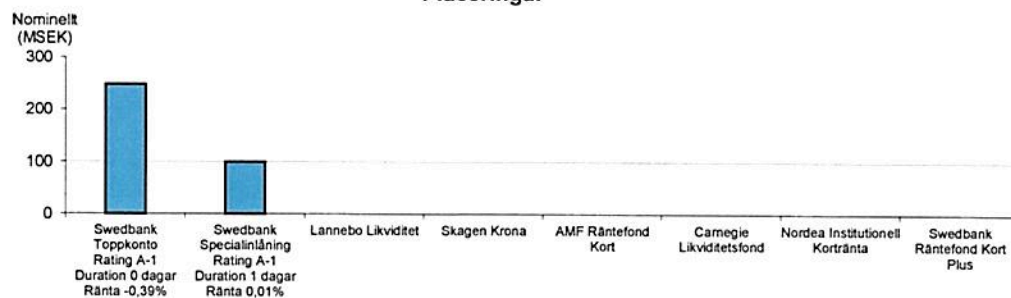 Nominellt
(MSEK)
300
200
100
0
Swedbank
Toppkonto
Rating A-1
Duration 0 dagar
Ränta -0,39%
Swedbank
Specialinlåning
Rating A-1
Duration 1 dagar
Ränta 0,01%
Lannebo Likviditet
Skagen Krona
AMF Räntefond
Kort
Carnegie
Likviditetsfond
Nordea Institutionell
Kortränta
Swedbank
Räntefond Kort
Plus